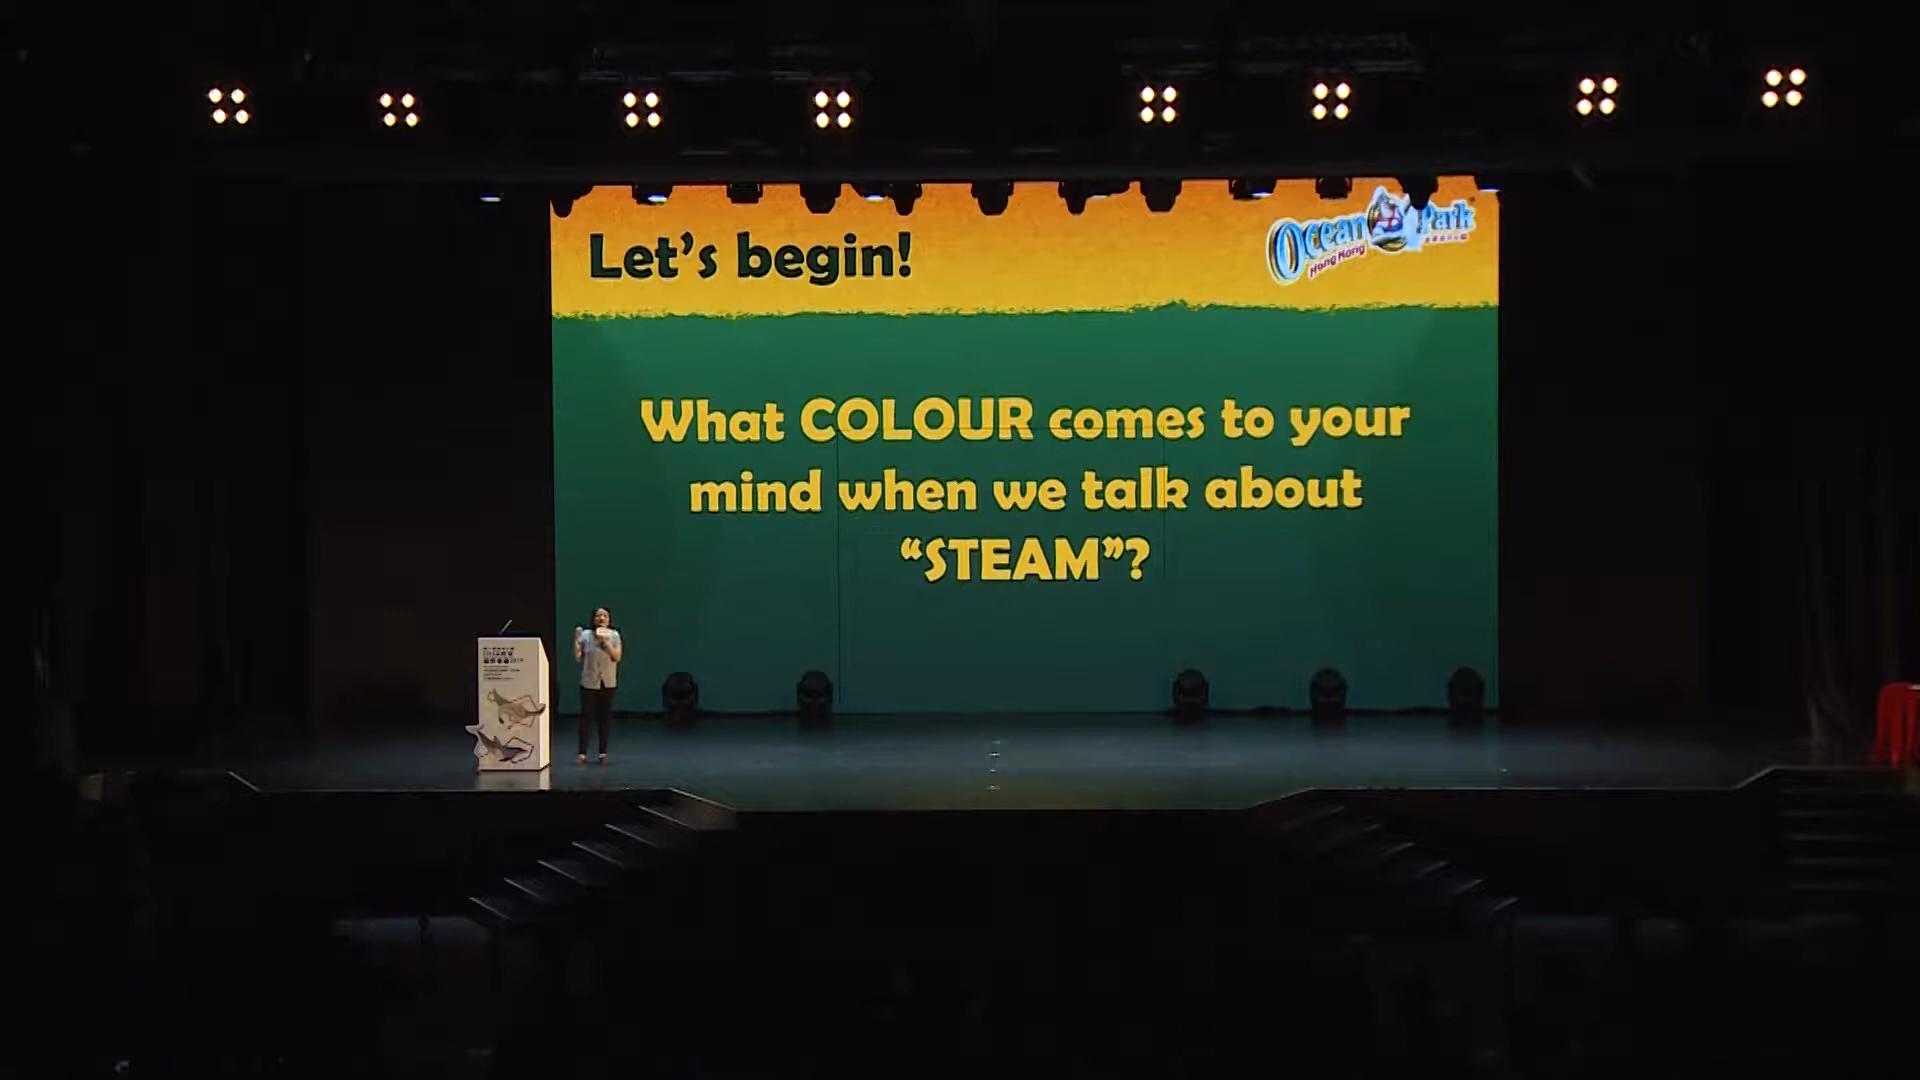 Let's begin!
Ocean Park
Hong Kong
What COLOUR comes to your
mind when we talk about
“STEAM”?